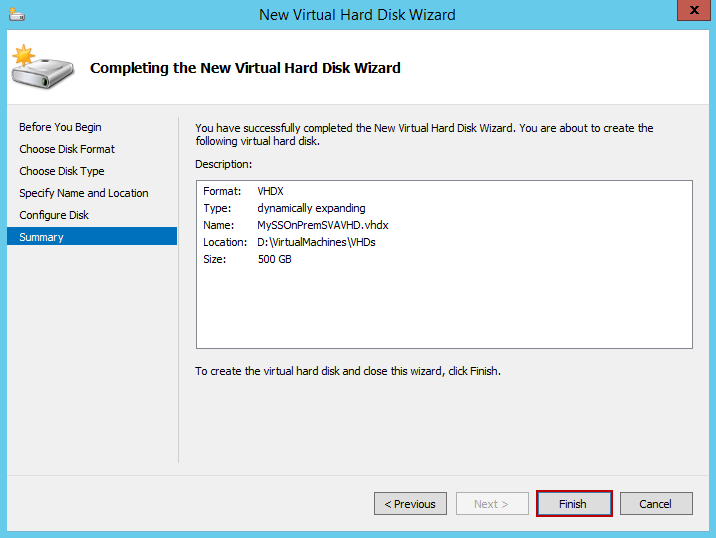 New Virtual Hard Disk Wizard
x
Completing the New Virtual Hard Disk Wizard
Before You Begin
Choose Disk Format
Choose Disk Type
Specify Name and Location
Configure Disk
Summary
You have successfully completed the New Virtual Hard Disk Wizard. You are about to create the
following virtual hard disk.
Description:
Format: VHDX
Type: dynamically expanding
Name: MySSOnPremSVAVHD.vhdx
Location: D:\VirtualMachines\VHDs
Size: 500 GB
To create the virtual hard disk and close this wizard, click Finish.
< Previous Next > Finish Cancel